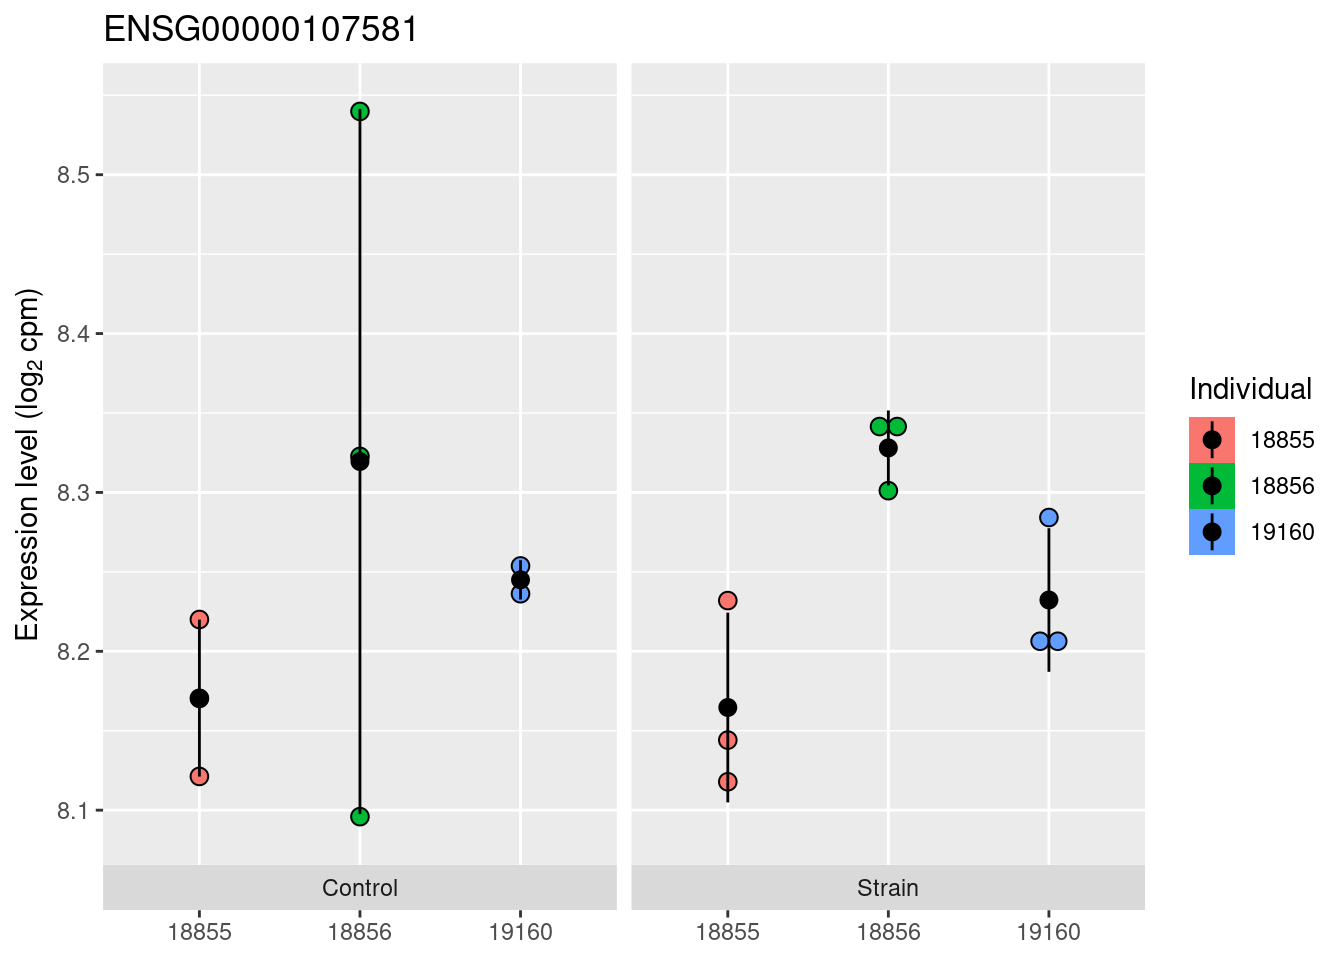 ENSG00000107581
Expression level (log₂ cpm)
8.5
8.4
8.3
8.2
8.1
Control
Strain
18855
18856
19160
18855
18856
19160
Individual
18855
18856
19160